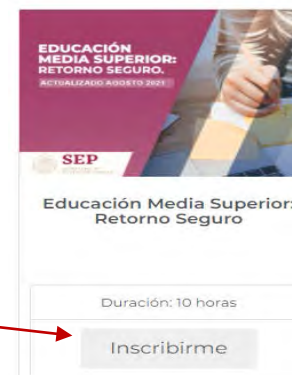 EDUCACIÓN
MEDIA SUPERIOR:
RETORNO SEGURO.
ACTUALIZADO AGOSTO 2021
SEP
Educación Media Superior:
Retorno Seguro
Duración: 10 horas
Inscribirme